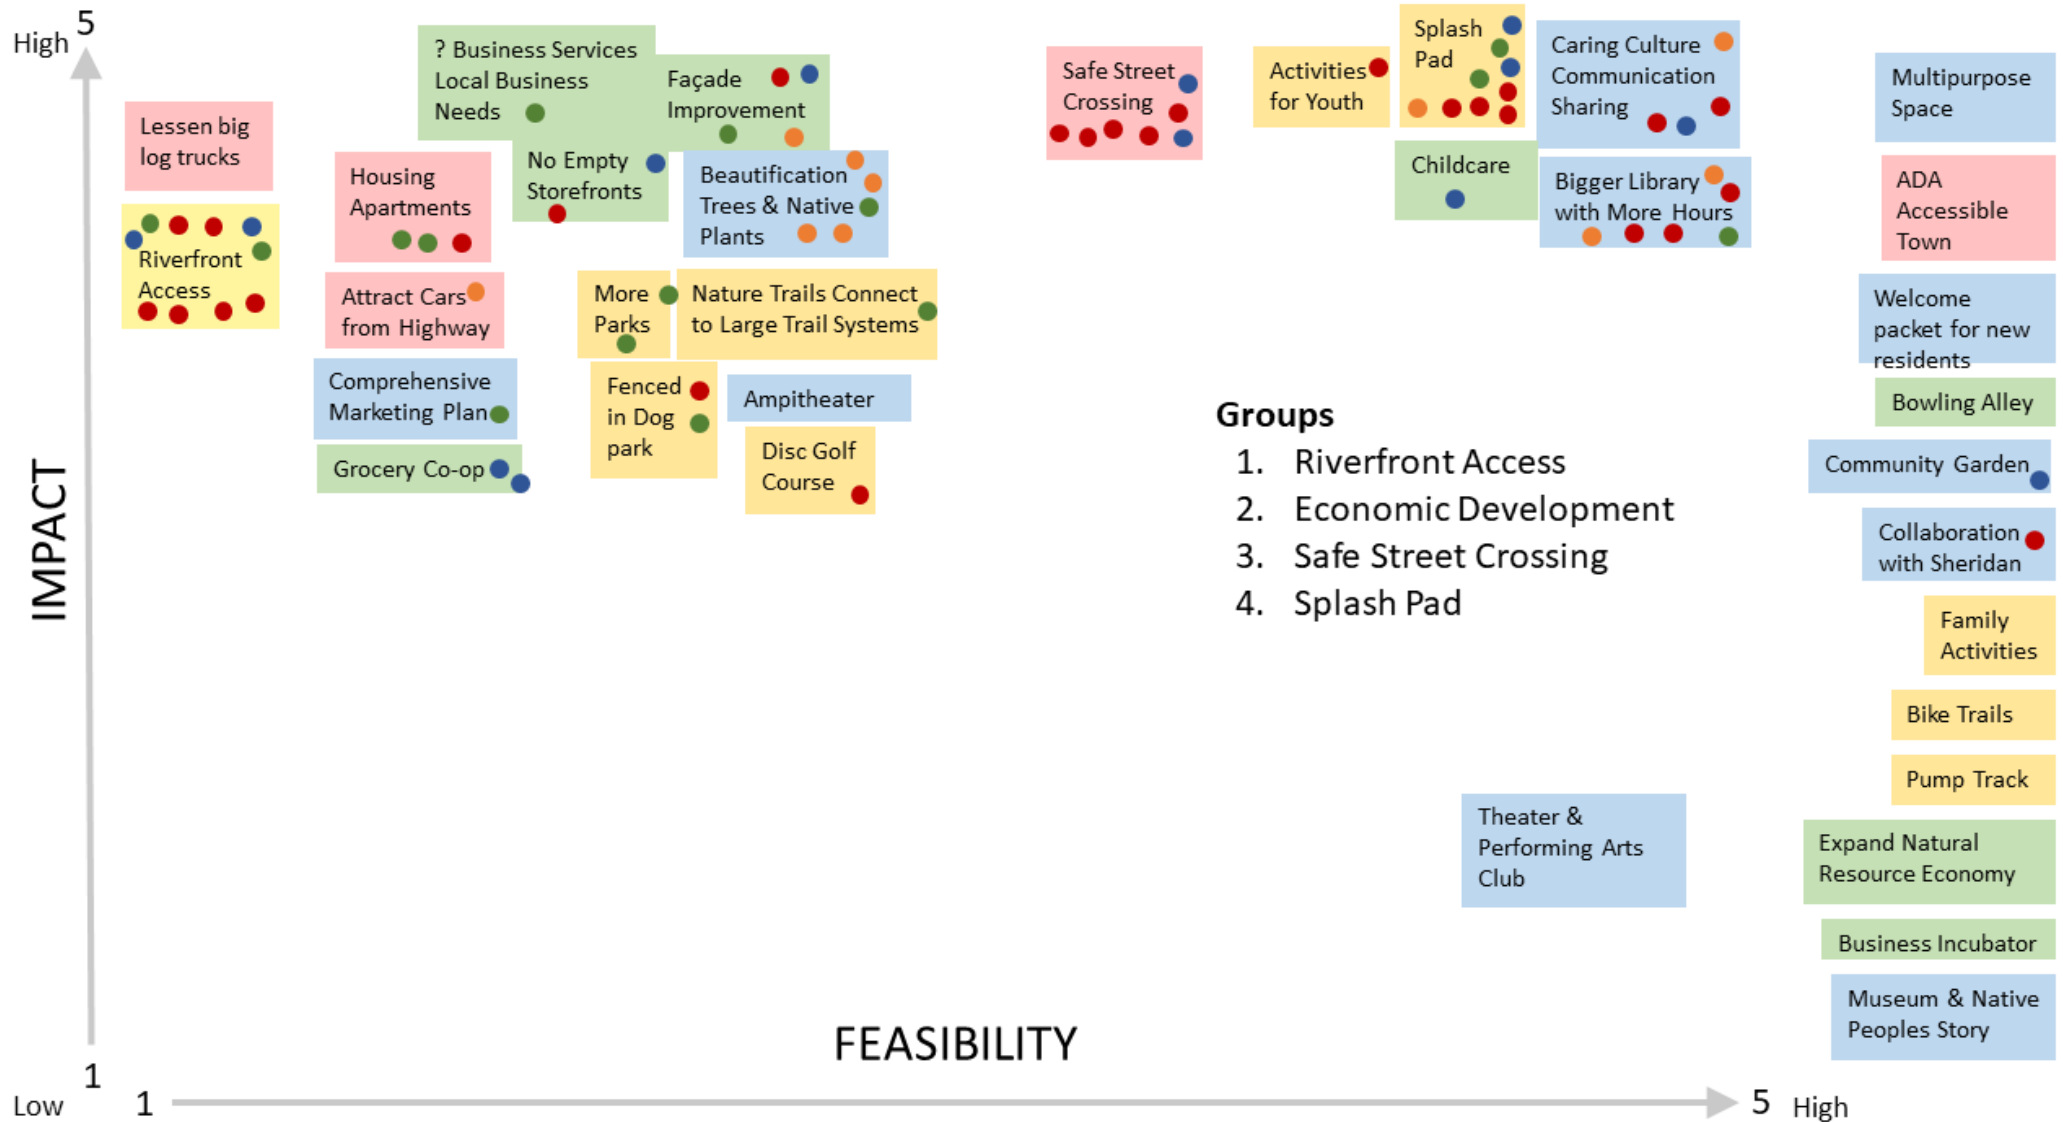 High 5
? Business Services
Local Business
Needs
Façade
Improvement
Safe Street
Crossing
Activities
for Youth
Splash
Pad
Caring Culture
Communication
Sharing
Multipurpose
Space
Lessen big
log trucks
Housing
Apartments
No Empty
Storefronts
Beautification
Trees & Native
Plants
Childcare
Bigger Library
with More Hours
ADA
Accessible
Town
Riverfront
Access
Attract Cars
from Highway
More
Parks
Nature Trails Connect
to Large Trail Systems
Welcome
packet for new
residents
Comprehensive
Marketing Plan
Fenced
in Dog
park
Ampitheater
Bowling Alley
Grocery Co-op
Disc Golf
Course
Community Garden
Groups
1. Riverfront Access
2. Economic Development
3. Safe Street Crossing
4. Splash Pad
Collaboration
with Sheridan
IMPACT
Family
Activities
Bike Trails
Pump Track
Theater &
Performing Arts
Club
Expand Natural
Resource Economy
Business Incubator
Museum & Native
Peoples Story
FEASIBILITY
1
Low 1
5 High